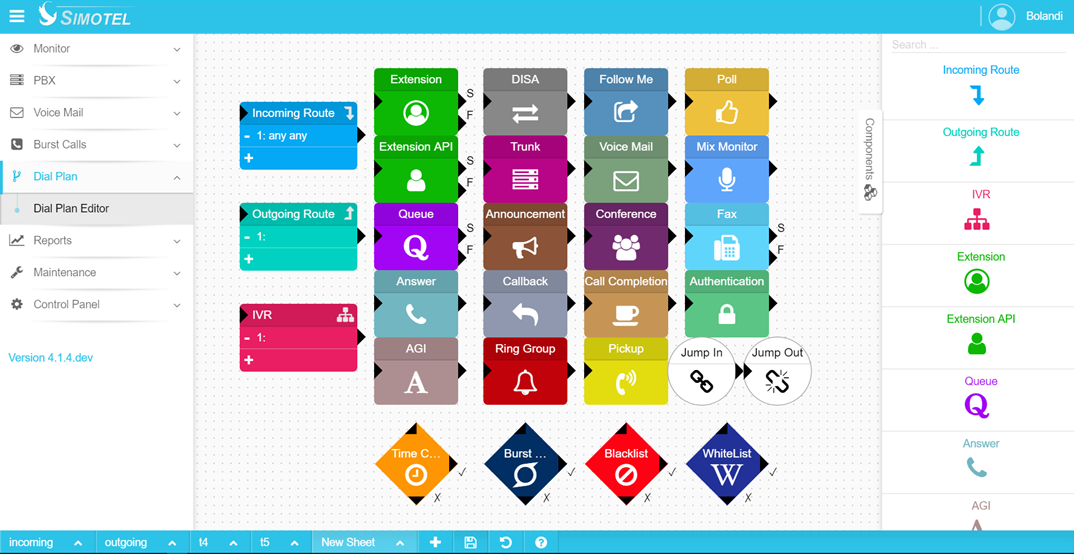 SIMOTEL
Bolandi
Monitor
PBX
Voice Mail
Burst Calls
Dial Plan
Dial Plan Editor
Reports
Maintenance
Control Panel
Version 4.1.4.dev
Incoming Route
- 1: any any
+
Outgoing Route
- 1:
+
IVR
- 1:
+
Extension
S
F
DISA
Follow Me
Poll
Extension API
S
F
Trunk
Voice Mail
Mix Monitor
Queue
Q
S
F
Announcement
Conference
Fax
S
F
Answer
Callback
Call Completion
Authentication
AGI
A
Ring Group
Pickup
Jump In
Jump Out
Time C...
✓
X
Burst ...
✓
X
Blacklist
✓
X
WhiteList
W
✓
X
Components
Search ...
Incoming Route
Outgoing Route
IVR
Extension
Extension API
Queue
Q
Answer
AGI
A
incoming
outgoing
t4
t5
New Sheet
+
?